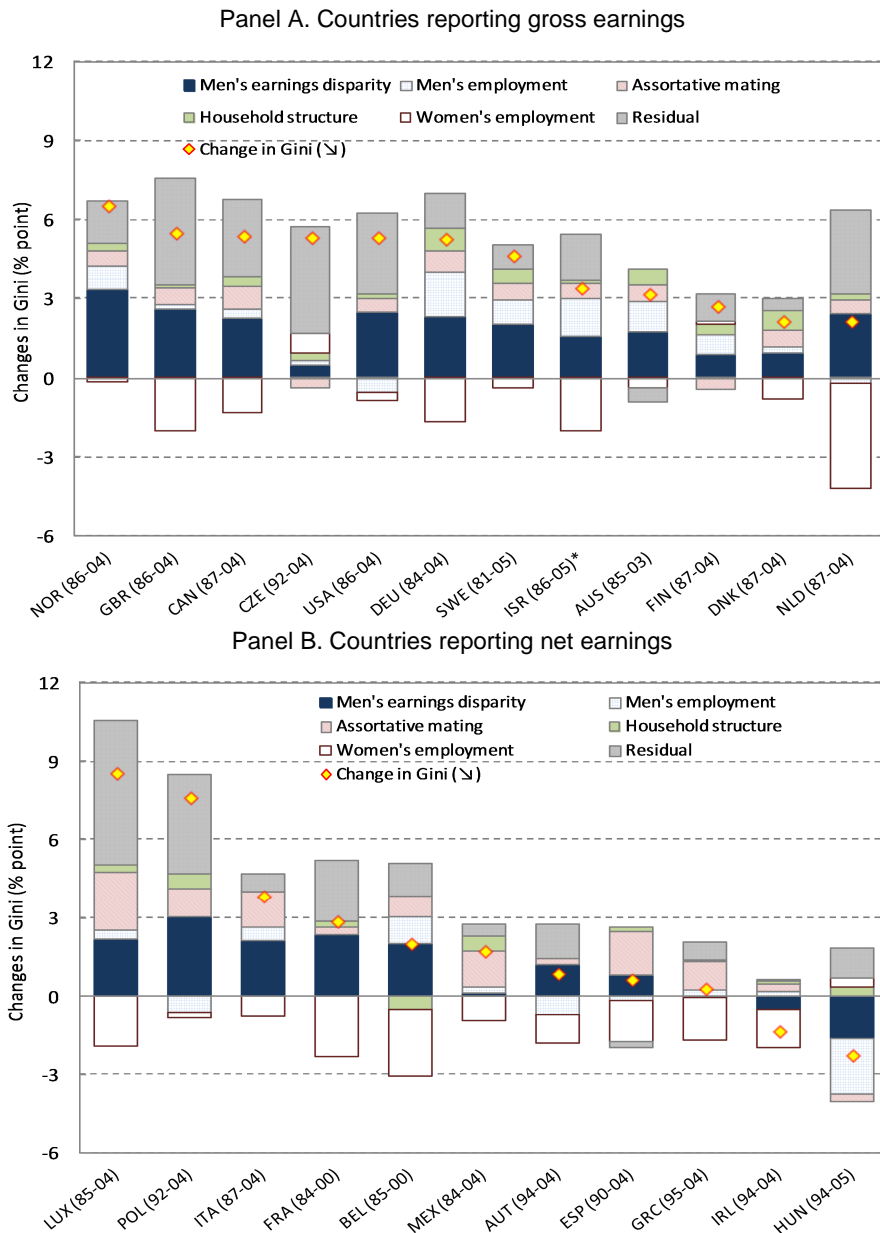 Panel A. Countries reporting gross earnings
12
9
6
3
0
-3
-6
Changes in Gini (% point)
Men's earnings disparity
Men's employment
Assortative mating
Household structure
Women's employment
Residual
Change in Gini (↘)
NOR (86-04)
GBR (86-04)
CAN (87-04)
CZE (92-04)
USA (86-04)
DEU (84-04)
SWE (81-05)
ISR (86-05)*
AUS (85-03)
FIN (87-04)
DNK (87-04)
NLD (87-04)
Panel B. Countries reporting net earnings
12
9
6
3
0
-3
-6
Changes in Gini (% point)
Men's earnings disparity
Men's employment
Assortative mating
Household structure
Women's employment
Residual
Change in Gini (↘)
LUX (85-04)
POL (92-04)
ITA (87-04)
FRA (84-00)
BEL (85-00)
MEX (84-04)
AUT (94-04)
ESP (90-04)
GRC (95-04)
IRL (94-04)
HUN (94-05)